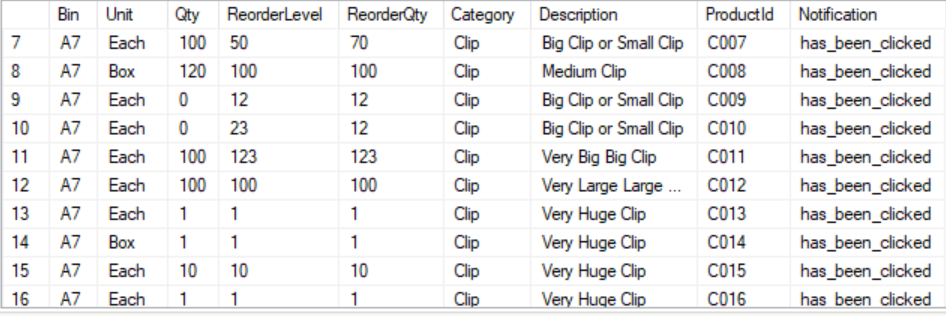 Bin Unit Qty ReorderLevel ReorderQty Category Description ProductId Notification
7 A7 Each 100 50 70 Clip Big Clip or Small Clip C007 has_been_clicked
8 A7 Box 120 100 100 Clip Medium Clip C008 has_been_clicked
9 A7 Each 0 12 12 Clip Big Clip or Small Clip C009 has_been_clicked
10 A7 Each 0 23 12 Clip Big Clip or Small Clip C010 has_been_clicked
11 A7 Each 100 123 123 Clip Very Big Big Clip C011 has_been_clicked
12 A7 Each 100 100 100 Clip Very Large Large ... C012 has_been_clicked
13 A7 Each 1 1 1 Clip Very Huge Clip C013 has_been_clicked
14 A7 Box 1 1 1 Clip Very Huge Clip C014 has_been_clicked
15 A7 Each 10 10 10 Clip Very Huge Clip C015 has_been_clicked
16 A7 Each 1 1 1 Clip Very Huge Clip C016 has_been_clicked